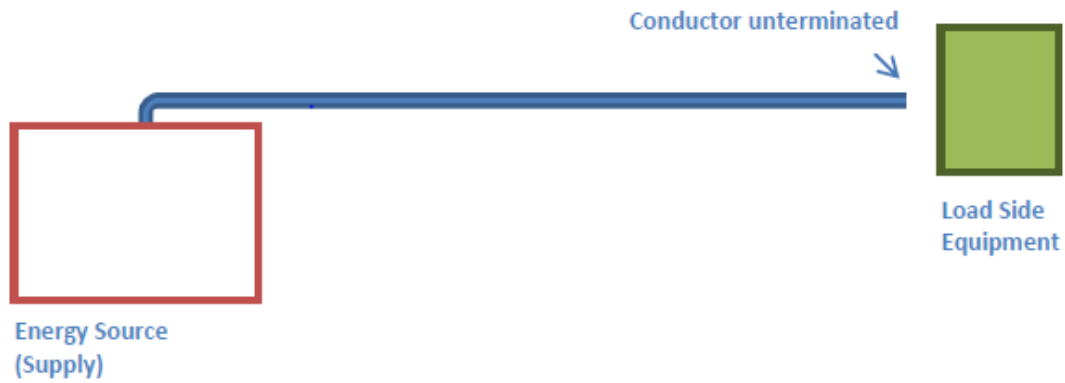 Conductor unterminated
Load Side
Equipment
Energy Source
(Supply)